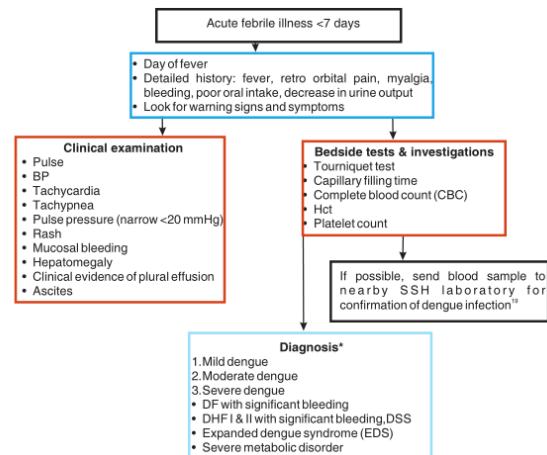 Acute febrile illness <7 days
• Day of fever
• Detailed history: fever, retro orbital pain, myalgia,
bleeding, poor oral intake, decrease in urine output
• Look for warning signs and symptoms
Clinical examination
• Pulse
• BP
• Tachycardia
• Tachypnea
• Pulse pressure (narrow <20 mmHg)
• Rash
• Mucosal bleeding
• Hepatomegaly
• Clinical evidence of plural effusion
• Ascites
Bedside tests & investigations
• Tourniquet test
• Capillary filling time
• Complete blood count (CBC)
• Hct
• Platelet count
If possible, send blood sample to
nearby SSH laboratory for
confirmation of dengue infection¹⁹
Diagnosis*
1. Mild dengue
2. Moderate dengue
3. Severe dengue
• DF with significant bleeding
• DHF I & II with significant bleeding,DSS
• Expanded dengue syndrome (EDS)
• Severe metabolic disorder